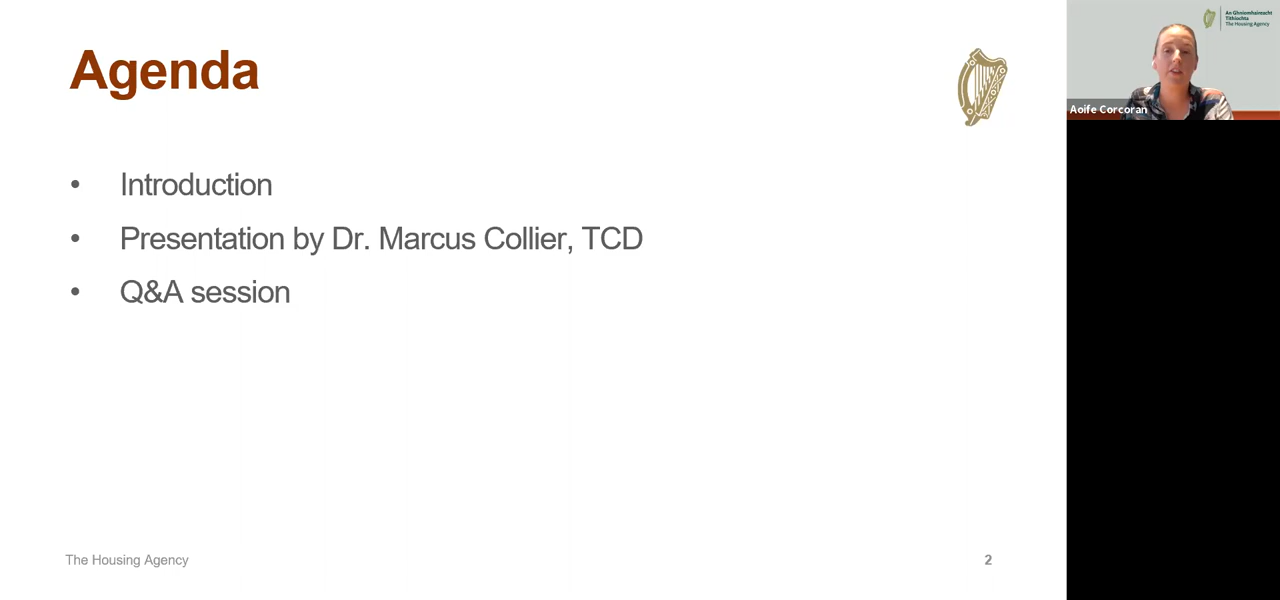 Agenda
• Introduction
• Presentation by Dr. Marcus Collier, TCD
• Q&A session
The Housing Agency
2
An Ghníomhaireacht
Tithíochta
The Housing Agency
Aoife Corcoran